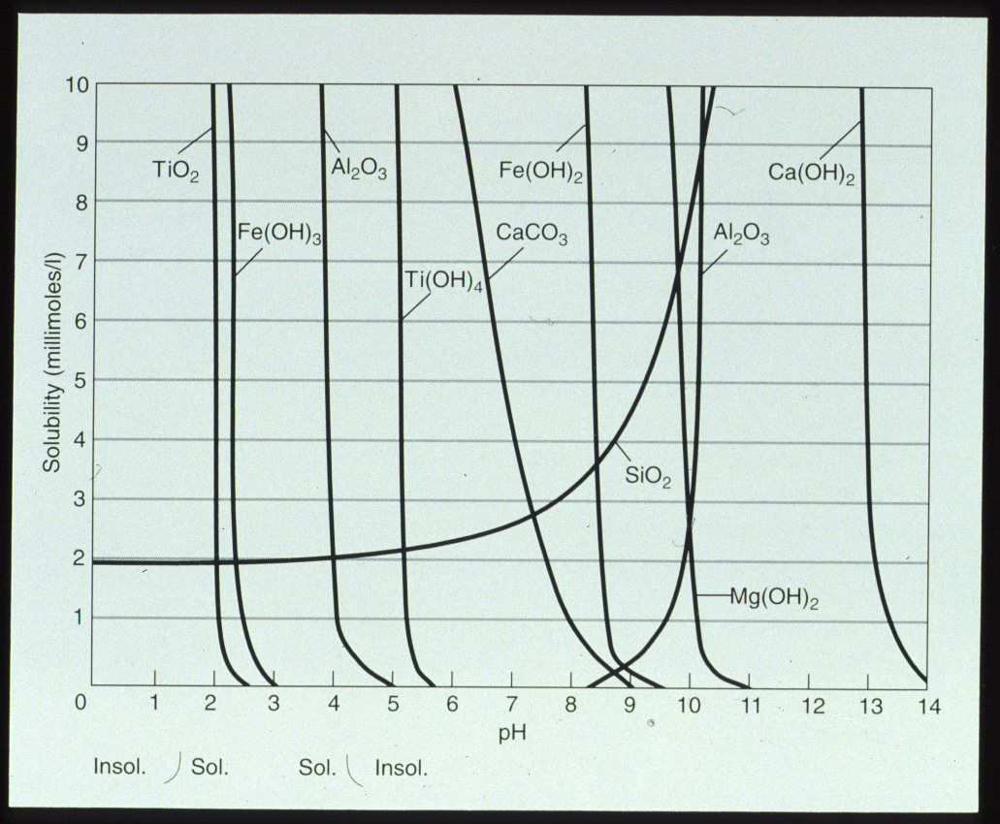 10
9
8
7
6
5
4
3
2
1
Solubility (millimoles/l)
TiO₂
Al₂O₃
Fe(OH)₂
Ca(OH)₂
Fe(OH)₃
CaCO₃
Al₂O₃
Ti(OH)₄
SiO₂
Mg(OH)₂
0 1 2 3 4 5 6 7 8 9 10 11 12 13 14
pH
Insol. ) Sol. Sol. ( Insol.